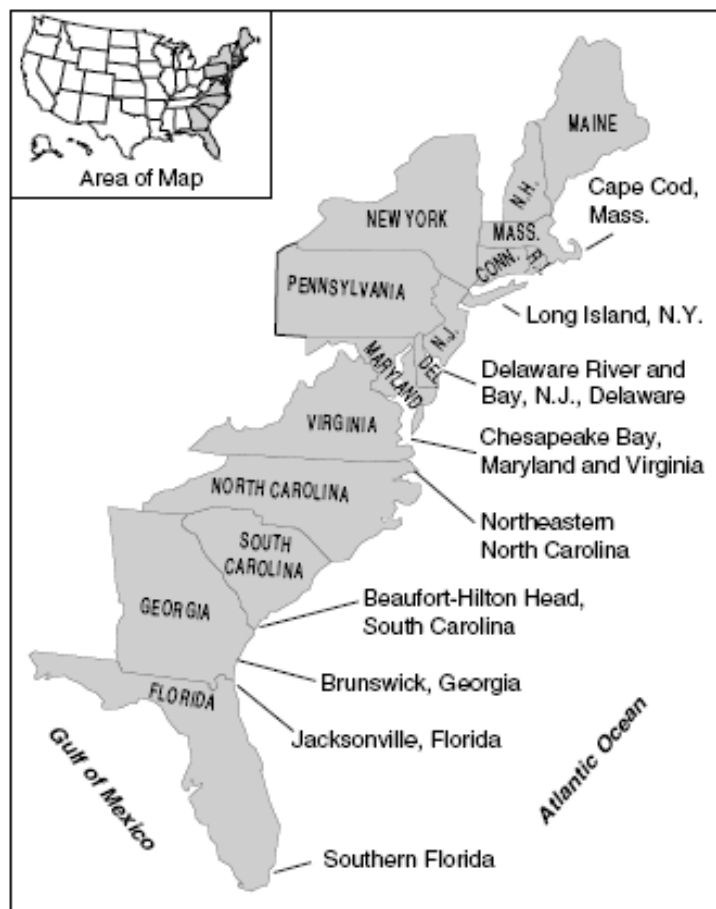 Area of Map
MAINE
N.H.
Cape Cod,
Mass.
NEW YORK
MASS.
CONN.
R.I.
PENNSYLVANIA
Long Island, N.Y.
N.J.
MARYLAND
DEL
Delaware River and
Bay, N.J., Delaware
VIRGINIA
Chesapeake Bay,
Maryland and Virginia
NORTH CAROLINA
Northeastern
North Carolina
SOUTH
CAROLINA
Beaufort-Hilton Head,
South Carolina
GEORGIA
Brunswick, Georgia
FLORIDA
Jacksonville, Florida
Gulf of Mexico
Atlantic Ocean
Southern Florida